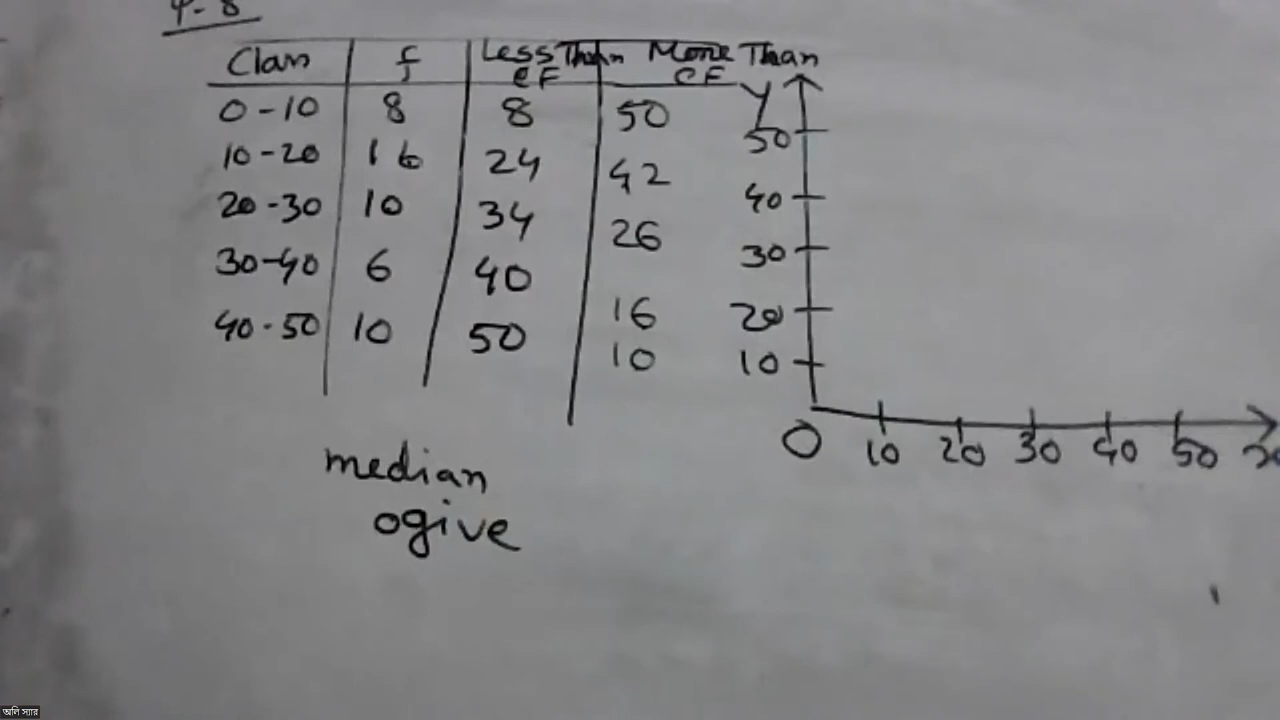 Class f Less Than CF More Than CF
0-10 8 8 50
10-20 16 24 42
20-30 10 34 26
30-40 6 40 16
40-50 10 50 10
y
50
40
30
20
10
O 10 20 30 40 50
median
ogive
অলি স্যার